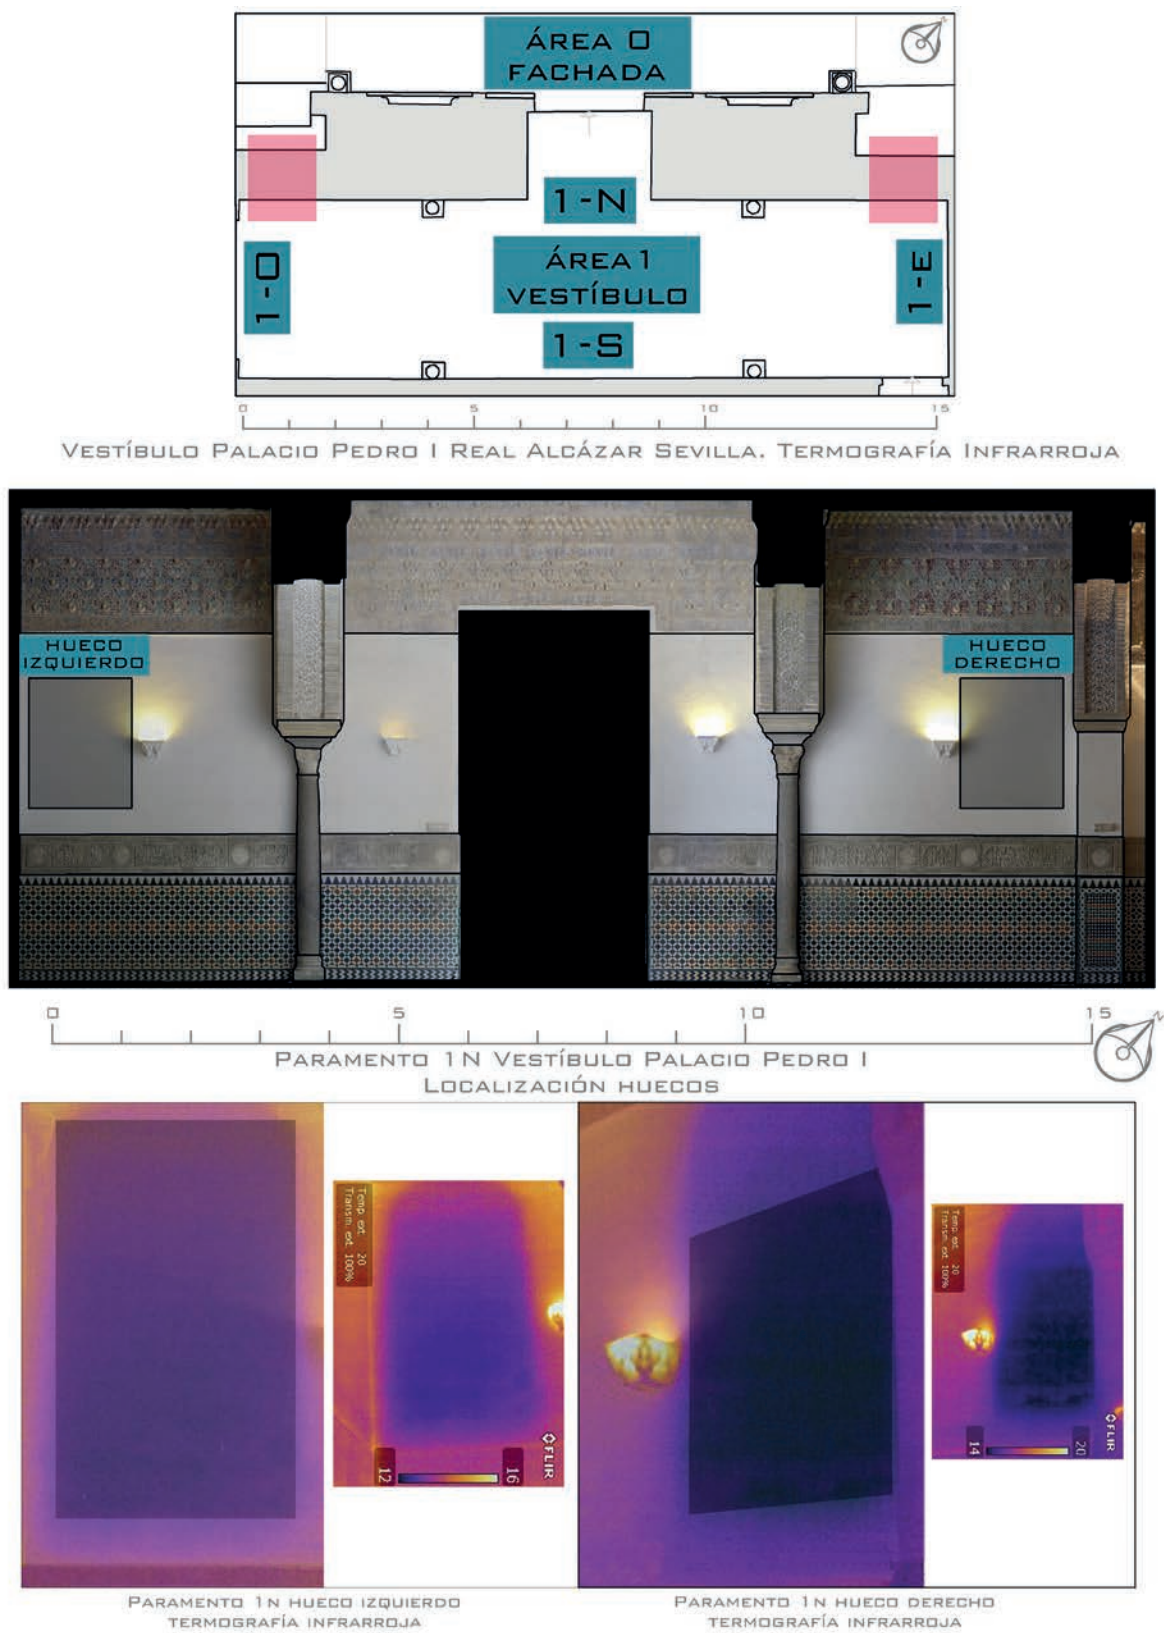 ÁREA 0
FACHADA
1-N
ÁREA 1
VESTÍBULO
1-O
1-E
1-S
0 5 10 15
VESTÍBULO PALACIO PEDRO I REAL ALCÁZAR SEVILLA. TERMOGRAFÍA INFRARROJA
HUECO
IZQUIERDO
HUECO
DERECHO
0 5 10 15
N
PARAMENTO 1N VESTÍBULO PALACIO PEDRO I
LOCALIZACIÓN HUECOS
Temp. ext. 20
Transm. ext. 100%
12 16
FLIR
Temp. ext. 20
Transm. ext. 100%
14 20
FLIR
PARAMENTO 1N HUECO IZQUIERDO
TERMOGRAFÍA INFRARROJA
PARAMENTO 1N HUECO DERECHO
TERMOGRAFÍA INFRARROJA